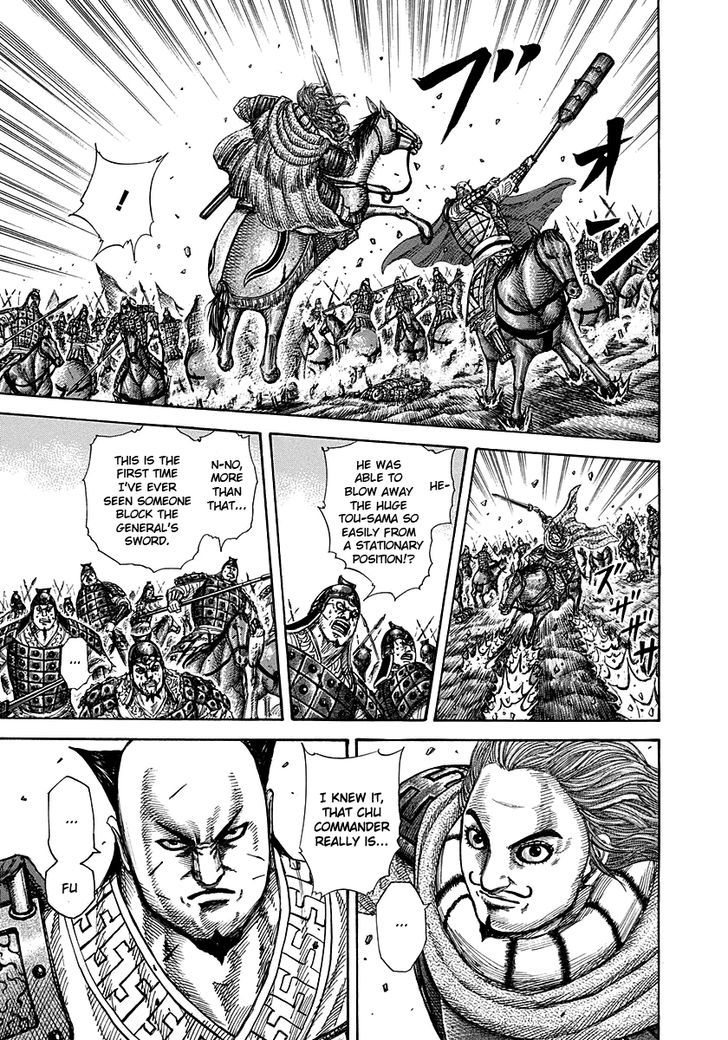 ブ
オ
ン
!
HE-
HE WAS
ABLE TO
BLOW AWAY
THE HUGE
TOU-SAMA SO
EASILY FROM
A STATIONARY
POSITION!?
ズ
ザ
ザ
ザ
N-NO,
MORE
THAN
THAT...
THIS IS THE
FIRST TIME
I'VE EVER
SEEN SOMEONE
BLOCK THE
GENERAL'S
SWORD.
...
I KNEW IT,
THAT CHU
COMMANDER
REALLY IS...
...
...
FU